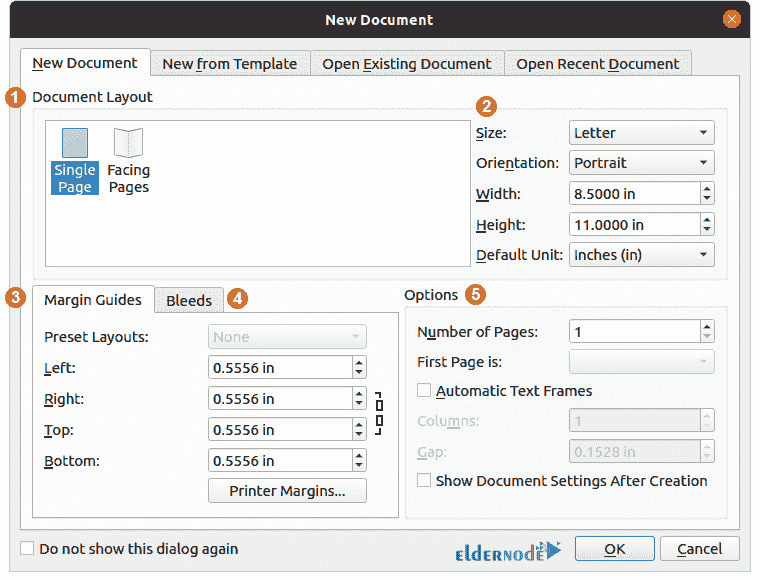 New Document
New Document
New from Template
Open Existing Document
Open Recent Document
1
Document Layout
2
Single
Page
Facing
Pages
Size:
Letter
Orientation:
Portrait
Width:
8.5000 in
Height:
11.0000 in
Default Unit:
Inches (in)
3
Margin Guides
Bleeds
4
Preset Layouts:
None
Left:
0.5556 in
Right:
0.5556 in
Top:
0.5556 in
Bottom:
0.5556 in
Printer Margins...
Options
5
Number of Pages:
1
First Page is:
Automatic Text Frames
Columns:
1
Gap:
0.1528 in
Show Document Settings After Creation
Do not show this dialog again
ELDERNODE
OK
Cancel